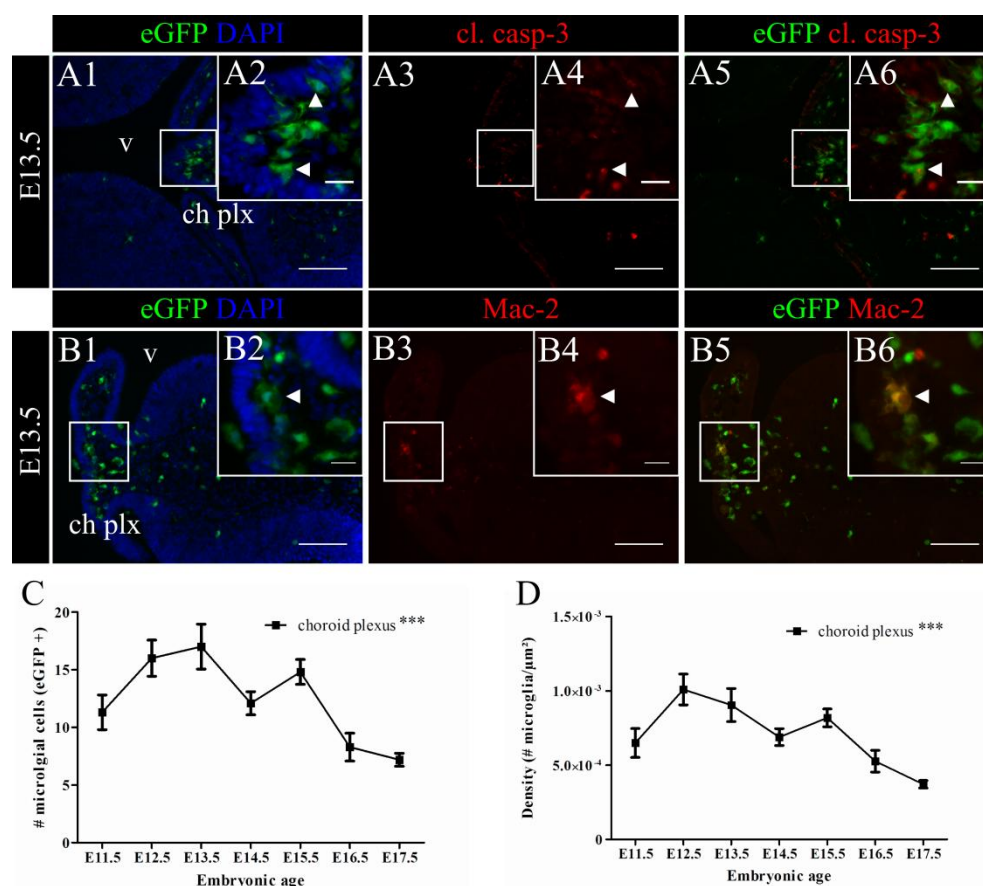 eGFP DAPI
cl. casp-3
eGFP cl. casp-3
E13.5
A1
A2
A3
A4
A5
A6
v
ch plx
eGFP DAPI
Mac-2
eGFP Mac-2
E13.5
B1
v
B2
B3
B4
B5
B6
ch plx
C
# microlgial cells (eGFP +)
20
15
10
5
0
choroid plexus ***
E11.5 E12.5 E13.5 E14.5 E15.5 E16.5 E17.5
Embryonic age
D
Density (# microglia/µm²)
1.5×10⁻³
1.0×10⁻³
5.0×10⁻⁴
0
choroid plexus ***
E11.5 E12.5 E13.5 E14.5 E15.5 E16.5 E17.5
Embryonic age